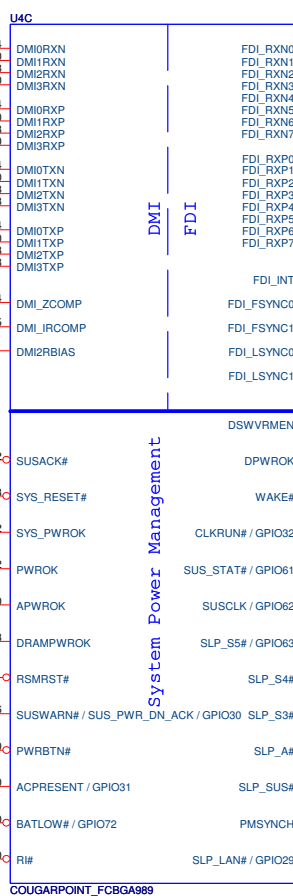 U4C
DMI0RXN FDI_RXN0
DMI1RXN FDI_RXN1
DMI2RXN FDI_RXN2
DMI3RXN FDI_RXN3
FDI_RXN4
DMI0RXP FDI_RXN5
DMI1RXP FDI_RXN6
DMI2RXP FDI_RXN7
DMI3RXP
FDI_RXP0
DMI0TXN FDI_RXP1
DMI1TXN FDI_RXP2
DMI2TXN FDI_RXP3
DMI3TXN FDI_RXP4
FDI_RXP5
DMI0TXP FDI_RXP6
DMI1TXP FDI_RXP7
DMI2TXP
DMI3TXP
DMI
FDI
FDI_INT
DMI_ZCOMP FDI_FSYNC0
DMI_IRCOMP FDI_FSYNC1
DMI2RBIAS FDI_LSYNC0
FDI_LSYNC1
System Power Management
DSWVRMEN
SUSACK# DPWROK
SYS_RESET# WAKE#
SYS_PWROK CLKRUN# / GPIO32
PWROK SUS_STAT# / GPIO61
APWROK SUSCLK / GPIO62
DRAMPWROK SLP_S5# / GPIO63
RSMRST# SLP_S4#
SUSWARN# / SUS_PWR_DN_ACK / GPIO30 SLP_S3#
PWRBTN# SLP_A#
ACPRESENT / GPIO31 SLP_SUS#
BATLOW# / GPIO72 PMSYNCH
RI# SLP_LAN# / GPIO29
COUGARPOINT_FCBGA989